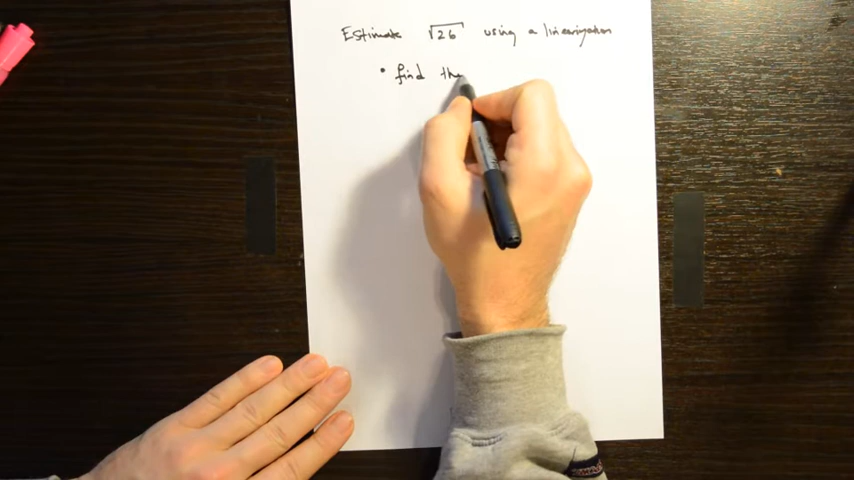 Estimate √26 using a linearization
• find the